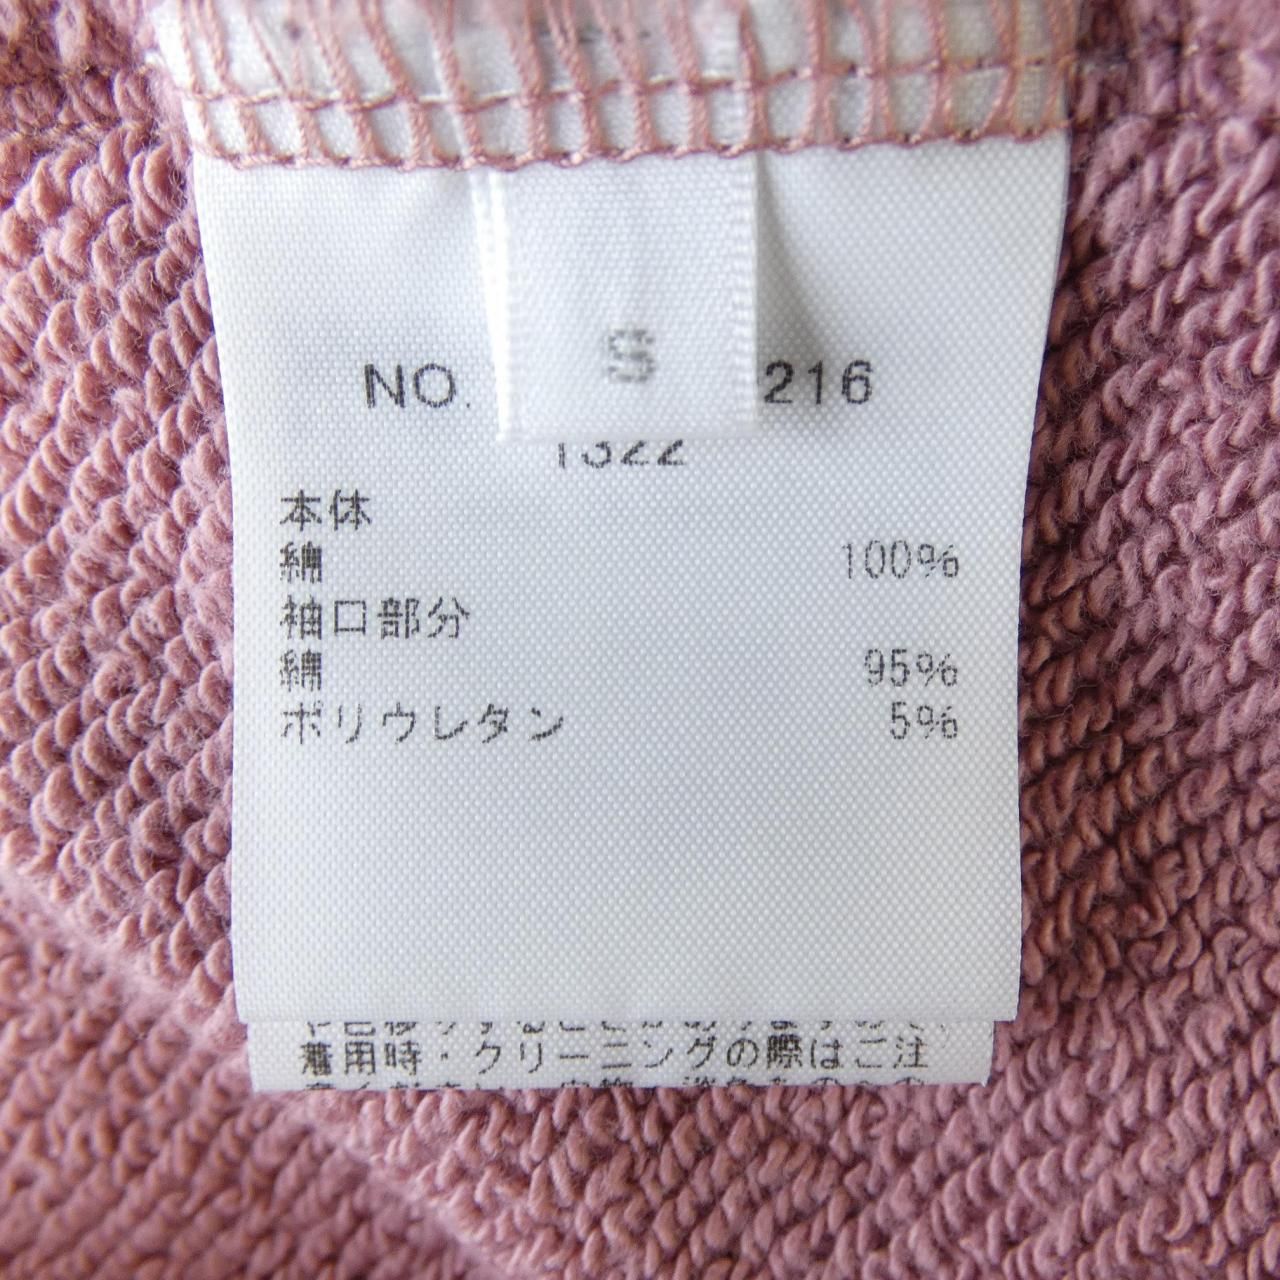 S
NO. 216
1322
本体
綿 100%
袖口部分
綿 95%
ポリウレタン 5%
着用時・クリーニングの際はご注